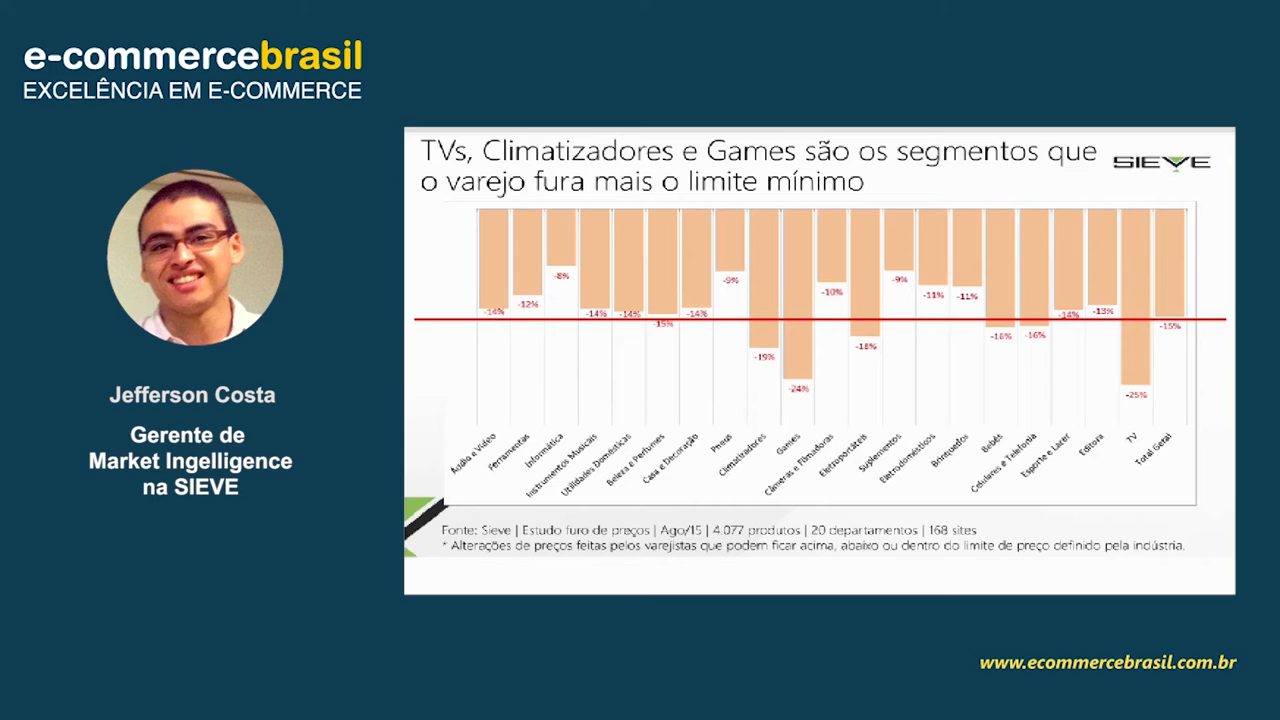 e-commercebrasil
EXCELÊNCIA EM E-COMMERCE
Jefferson Costa
Gerente de
Market Ingelligence
na SIEVE
TVs, Climatizadores e Games são os segmentos que
o varejo fura mais o limite mínimo
SIEVE
-14%
-12%
-8%
-14%
-14%
-15%
-14%
-9%
-19%
-24%
-10%
-18%
-9%
-11%
-11%
-16%
-16%
-14%
-13%
-25%
-15%
Áudio e Vídeo
Ferramentas
Informática
Instrumentos Musicais
Utilidades Domésticas
Beleza e Perfumes
Casa e Decoração
Pneus
Climatizadores
Games
Câmeras e Filmadoras
Eletroportáteis
Suplementos
Eletrodomésticos
Brinquedos
Bebês
Celulares e Telefonia
Esporte e Lazer
Editora
TV
Total Geral
Fonte: Sieve | Estudo furo de preços | Ago/15 | 4.077 produtos | 20 departamentos | 168 sites
* Alterações de preços feitas pelos varejistas que podem ficar acima, abaixo ou dentro do limite de preço definido pela indústria.
www.ecommercebrasil.com.br